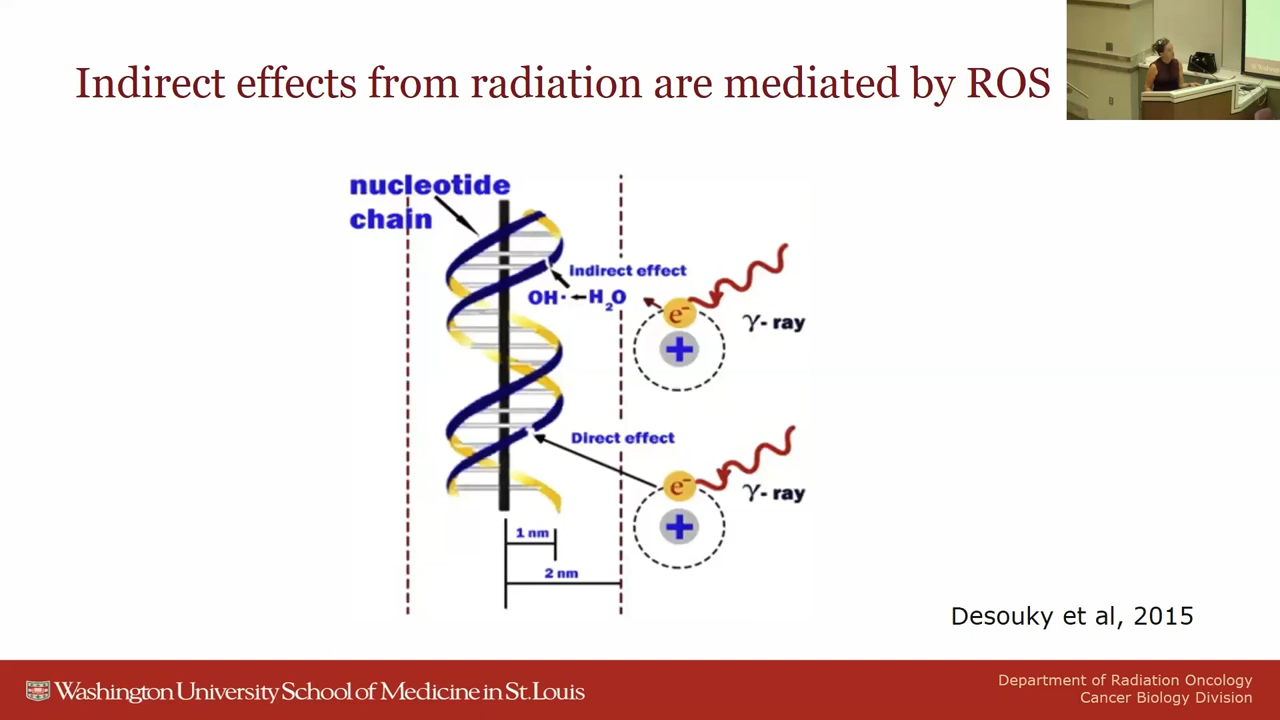 Indirect effects from radiation are mediated by ROS
nucleotide
chain
Indirect effect
OH· ← H₂O
e⁻
γ- ray
+
Direct effect
e⁻
γ- ray
+
1 nm
2 nm
Desouky et al, 2015
Washington University School of Medicine in St. Louis
Department of Radiation Oncology
Cancer Biology Division